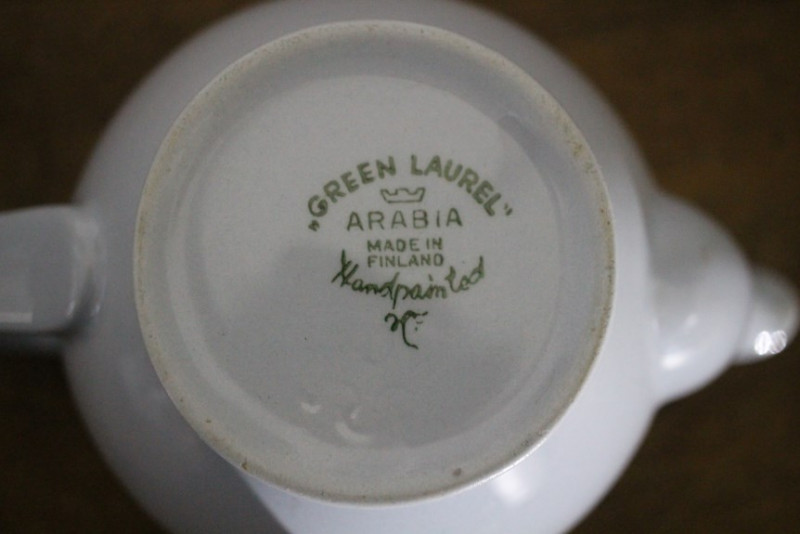 „GREEN LAUREL"
ARABIA
MADE IN
FINLAND
Handpainted